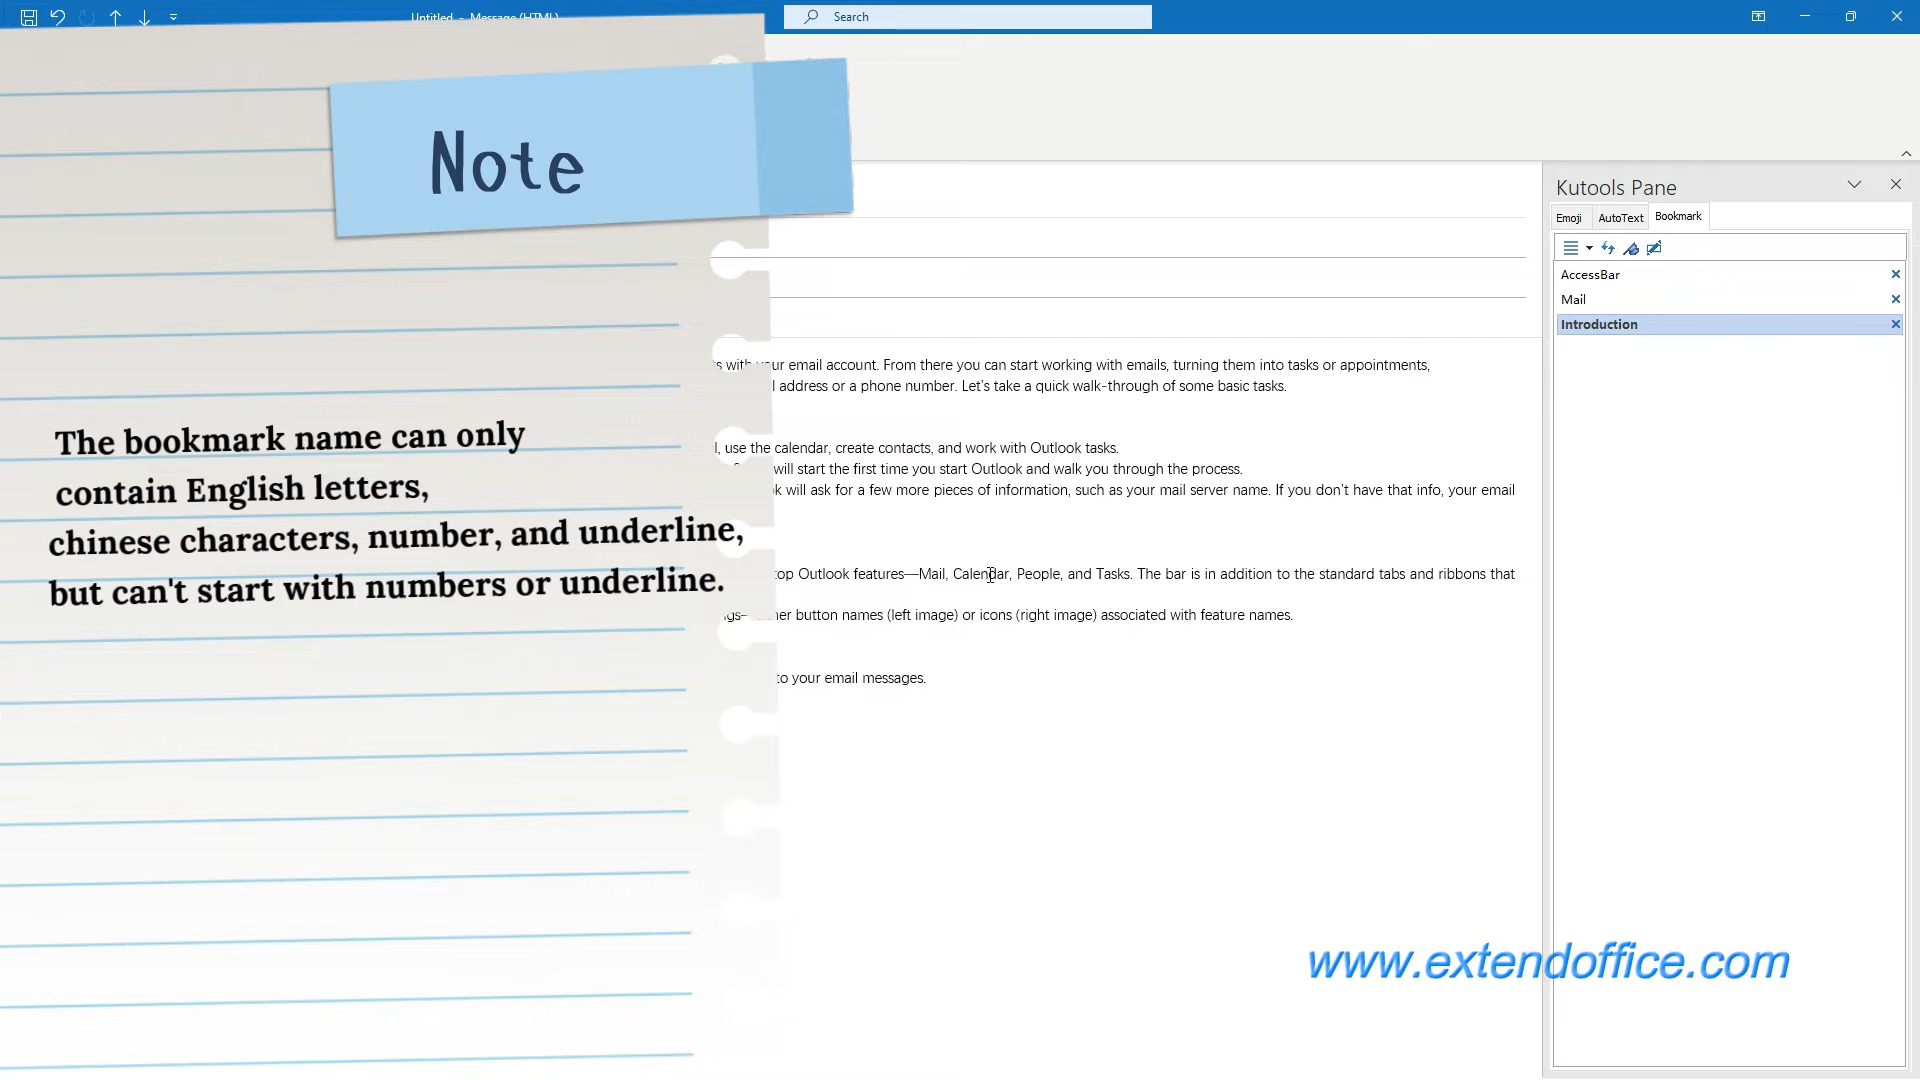 Untitled - Message (HTML)
Search
Note
Kutools Pane
Emoji
AutoText
Bookmark
AccessBar
Mail
Introduction
with your email account. From there you can start working with emails, turning them into tasks or appointments,
address or a phone number. Let's take a quick walk-through of some basic tasks.
The bookmark name can only
contain English letters,
chinese characters, number, and underline,
but can't start with numbers or underline.
use the calendar, create contacts, and work with Outlook tasks.
will start the first time you start Outlook and walk you through the process.
will ask for a few more pieces of information, such as your mail server name. If you don't have that info, your email
top Outlook features—Mail, Calendar, People, and Tasks. The bar is in addition to the standard tabs and ribbons that
button names (left image) or icons (right image) associated with feature names.
to your email messages.
www.extendoffice.com